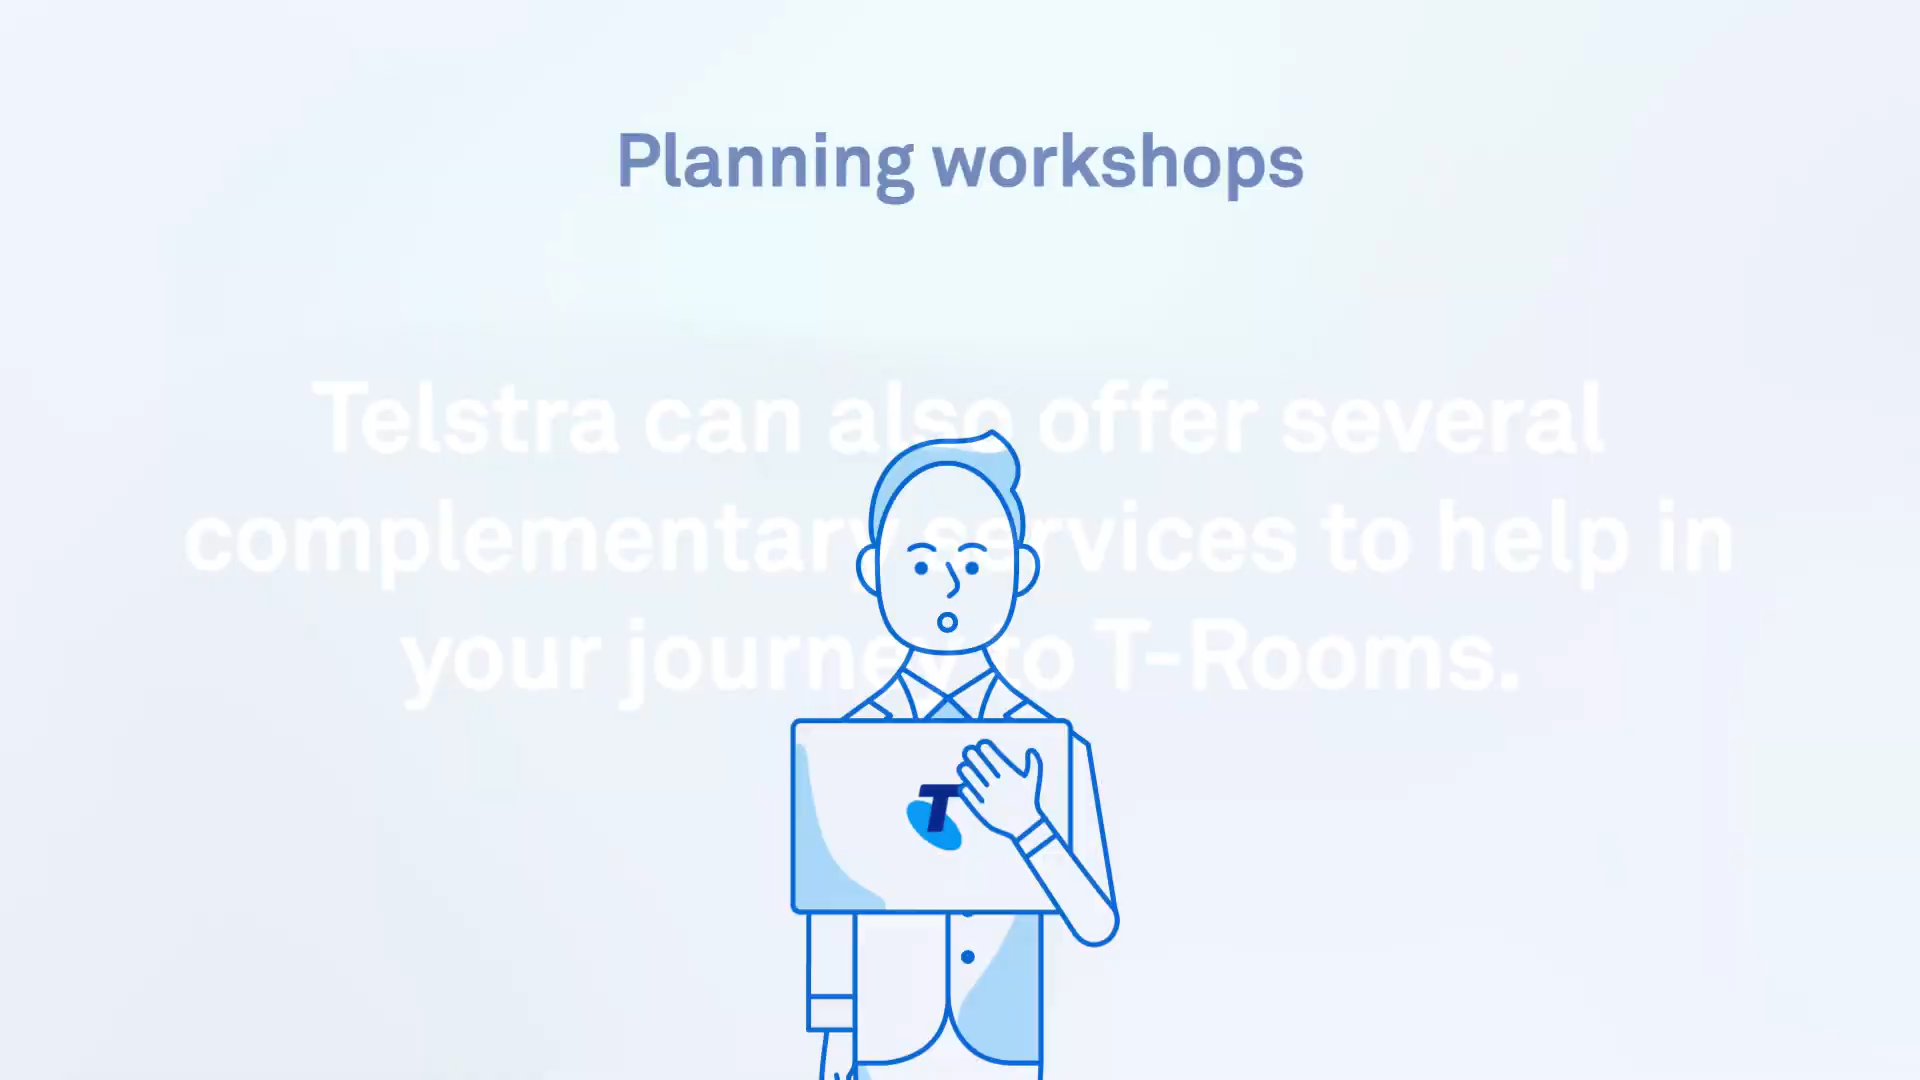 Planning workshops
Telstra can also offer several
complementary services to help in
your journey to T-Rooms.
T